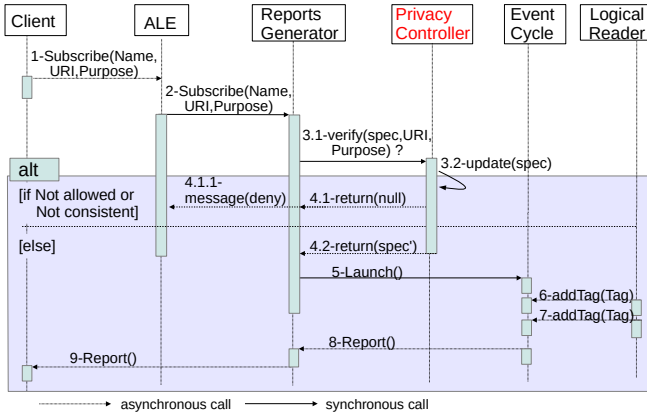 Client
ALE
Reports
Generator
Privacy
Controller
Event
Cycle
Logical
Reader
1-Subscribe(Name,
URI,Purpose)
2-Subscribe(Name,
URI,Purpose)
3.1-verify(spec,URI,
Purpose) ?
3.2-update(spec)
alt
[if Not allowed or
Not consistent]
4.1.1-
message(deny)
4.1-return(null)
[else]
4.2-return(spec')
5-Launch()
6-addTag(Tag)
7-addTag(Tag)
8-Report()
9-Report()
asynchronous call
synchronous call